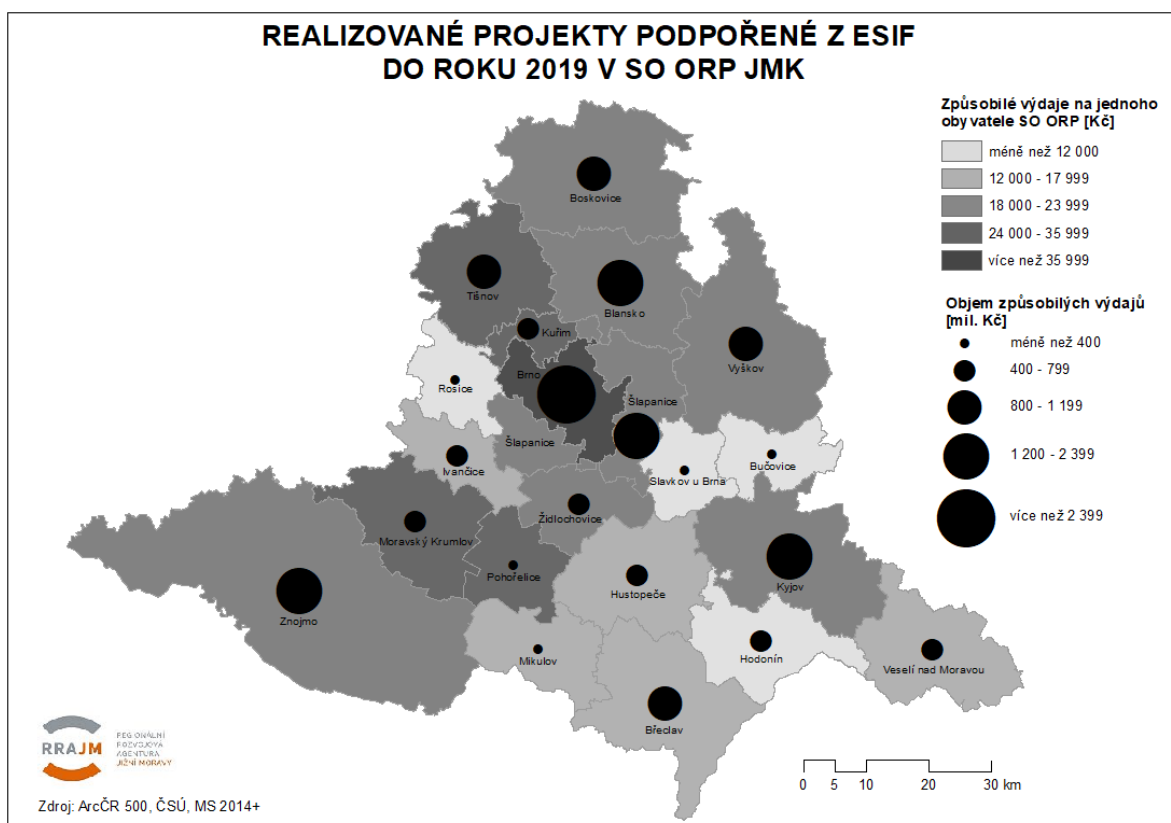 REALIZOVANÉ PROJEKTY PODPOŘENÉ Z ESIF
DO ROKU 2019 V SO ORP JMK
Způsobilé výdaje na jednoho
obyvatele SO ORP [Kč]
méně než 12 000
12 000 - 17 999
18 000 - 23 999
24 000 - 35 999
více než 35 999
Objem způsobilých výdajů
[mil. Kč]
méně než 400
400 - 799
800 - 1 199
1 200 - 2 399
více než 2 399
Boskovice
Tišnov
Blansko
Kuřim
Vyškov
Brno
Rosice
Šlapanice
Šlapanice
Ivančice
Bučovice
Slavkov u Brna
Židlochovice
Moravský Krumlov
Pohořelice
Kyjov
Hustopeče
Znojmo
Mikulov
Hodonín
Veselí nad Moravou
Břeclav
RRAJM
REGIONÁLNÍ
ROZVOJOVÁ
AGENTURA
JIŽNÍ MORAVY
0 5 10 20 30 km
Zdroj: ArcČR 500, ČSÚ, MS 2014+